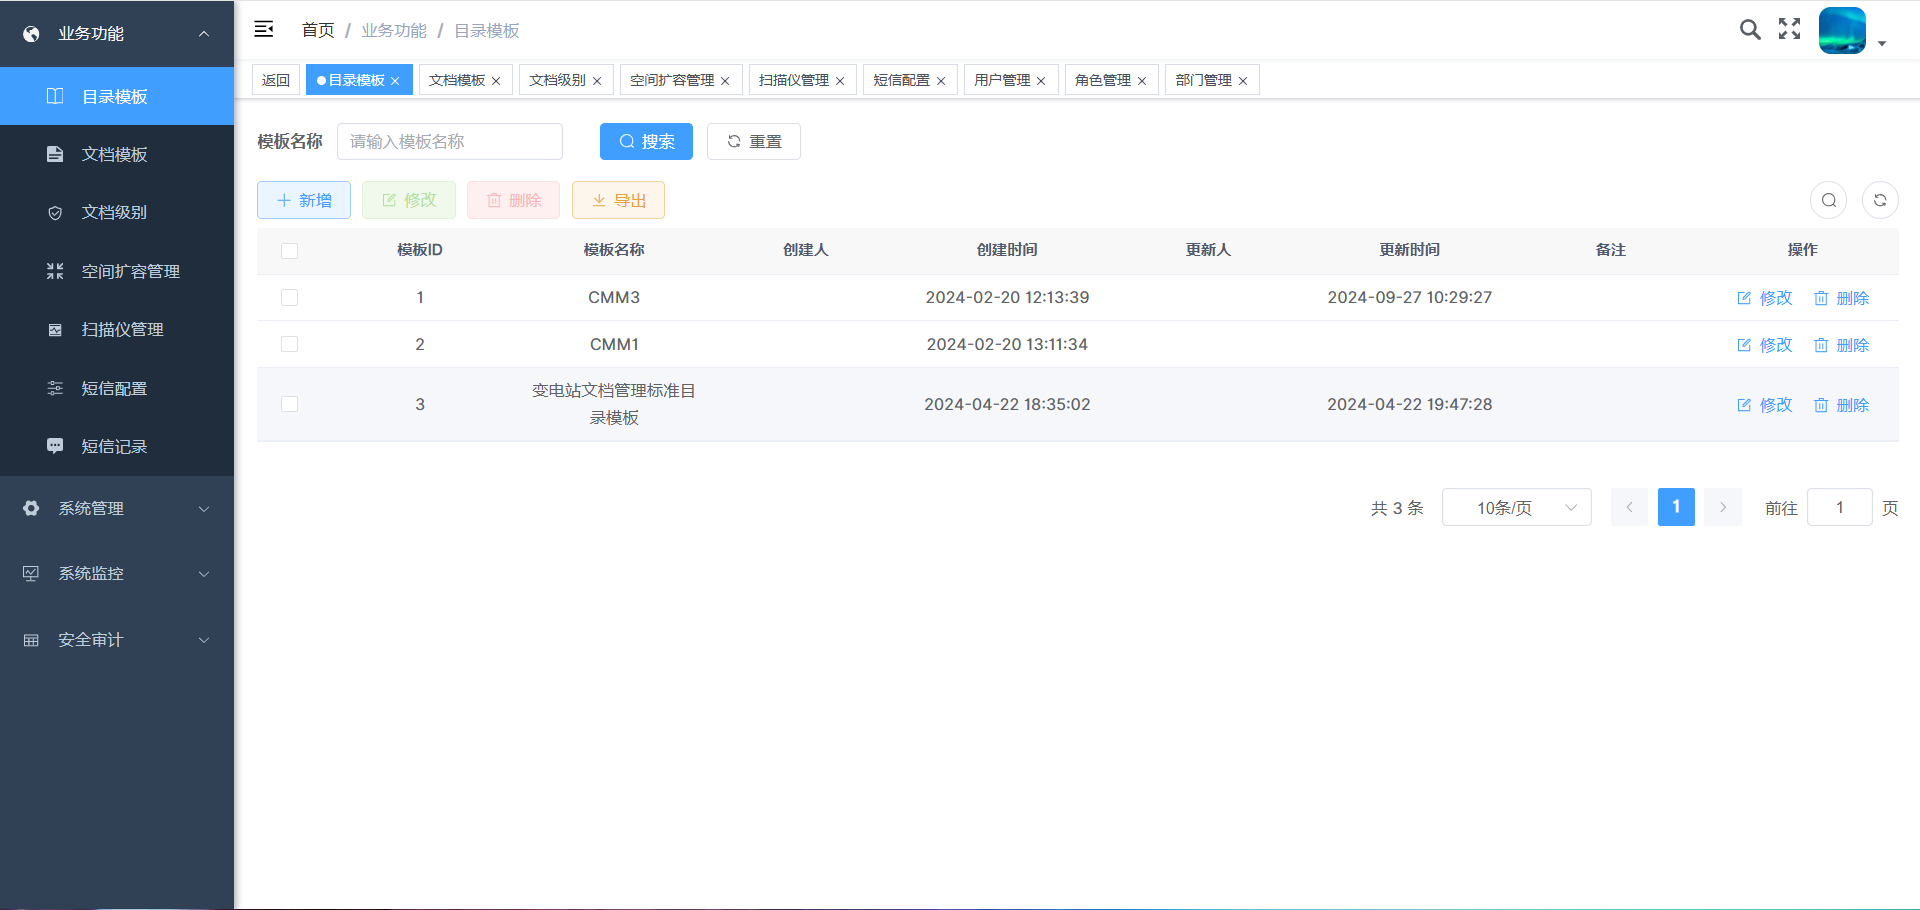 业务功能
目录模板
文档模板
文档级别
空间扩容管理
扫描仪管理
短信配置
短信记录
系统管理
系统监控
安全审计
首页 / 业务功能 / 目录模板
返回 目录模板 文档模板 文档级别 空间扩容管理 扫描仪管理 短信配置 用户管理 角色管理 部门管理
模板名称 请输入模板名称 搜索 重置
新增 修改 删除 导出
模板ID 模板名称 创建人 创建时间 更新人 更新时间 备注 操作
1 CMM3 2024-02-20 12:13:39 2024-09-27 10:29:27 修改 删除
2 CMM1 2024-02-20 13:11:34 修改 删除
3 变电站文档管理标准目 2024-04-22 18:35:02 2024-04-22 19:47:28 修改 删除
录模板
共 3 条 10条/页 1 前往 1 页